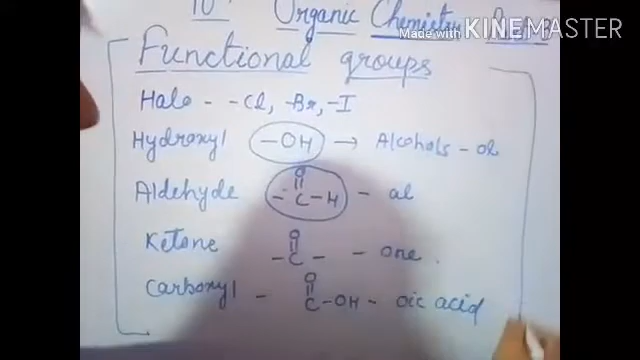 10 Organic Chemistry
Made with KINEMASTER
Functional groups
Halo - -Cl, -Br, -I
Hydroxyl -OH → Alcohols - ol
Aldehyde -C-H - al
O
Ketone -C- - one.
O
Carboxyl - C-OH - oic acid
O